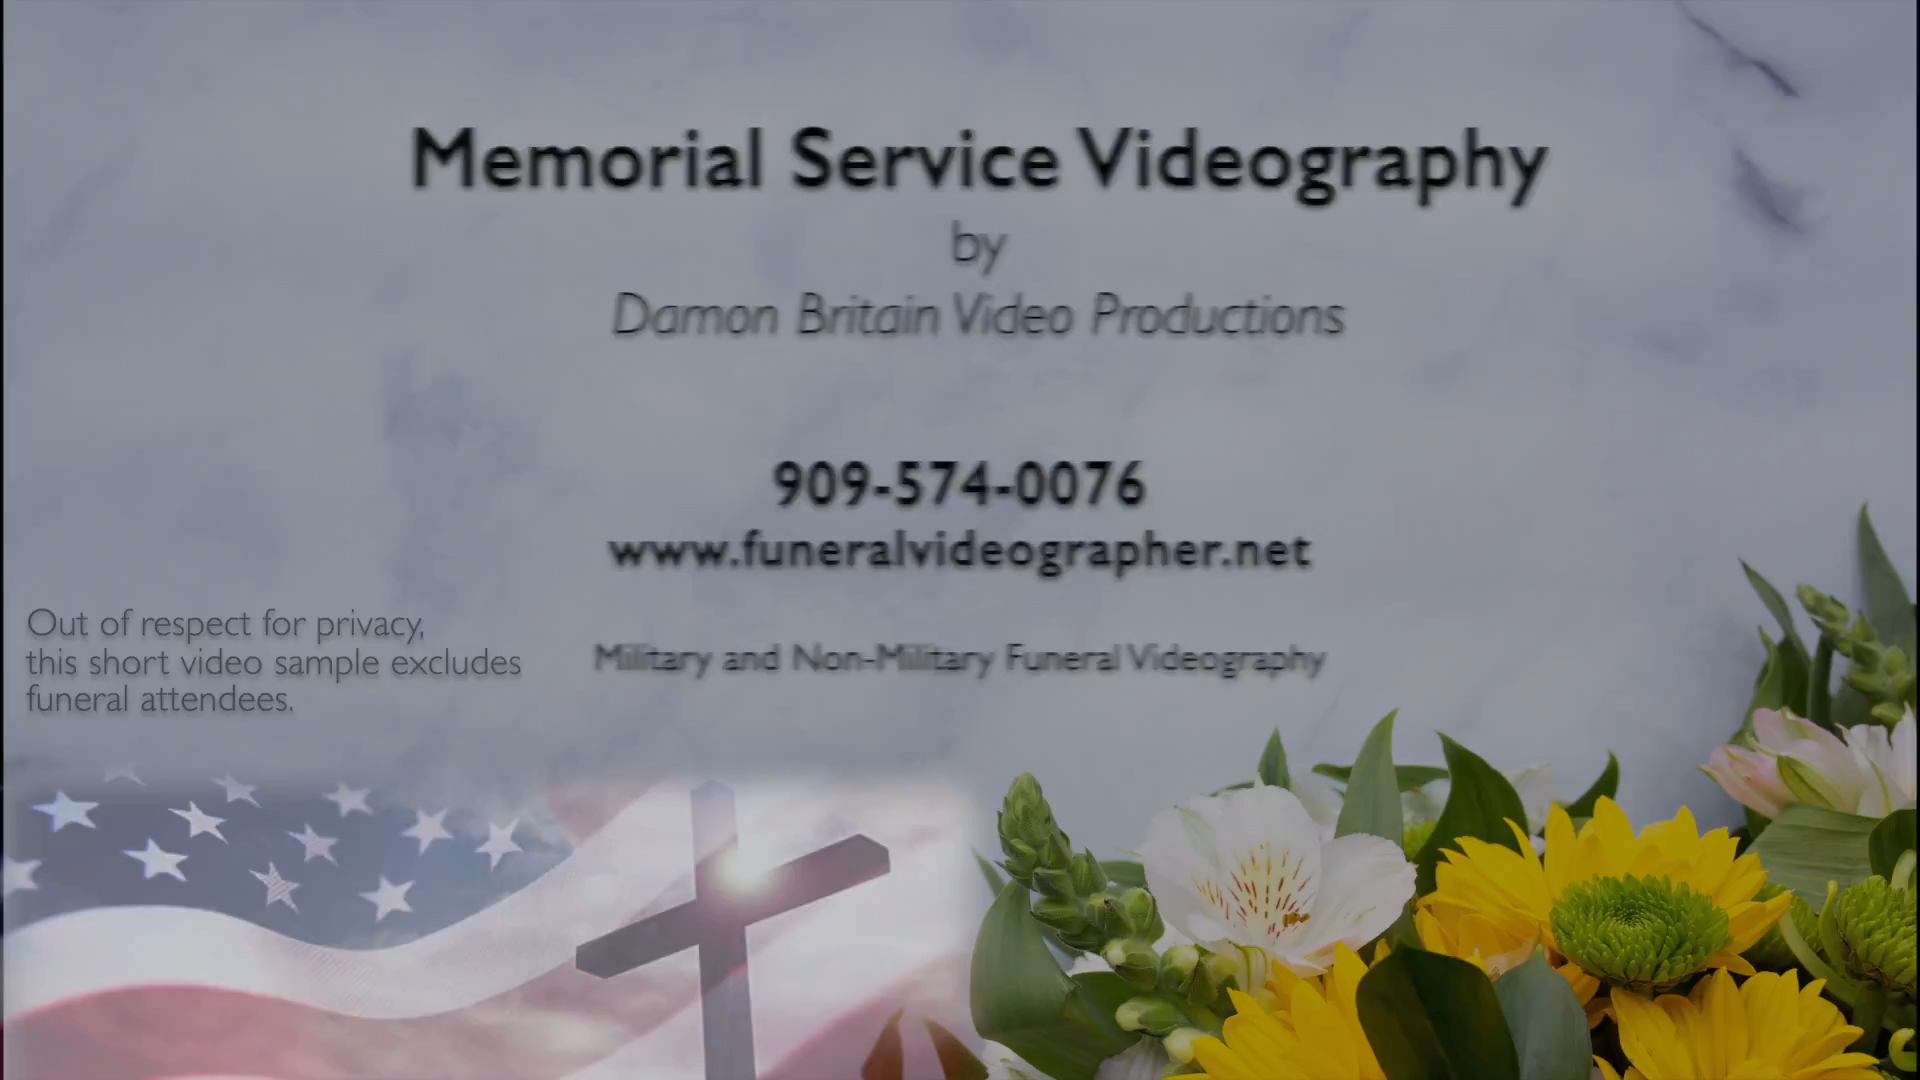 Memorial Service Videography
by
Damon Britain Video Productions
909-574-0076
www.funeralvideographer.net
Military and Non-Military Funeral Videography
Out of respect for privacy,
this short video sample excludes
funeral attendees.